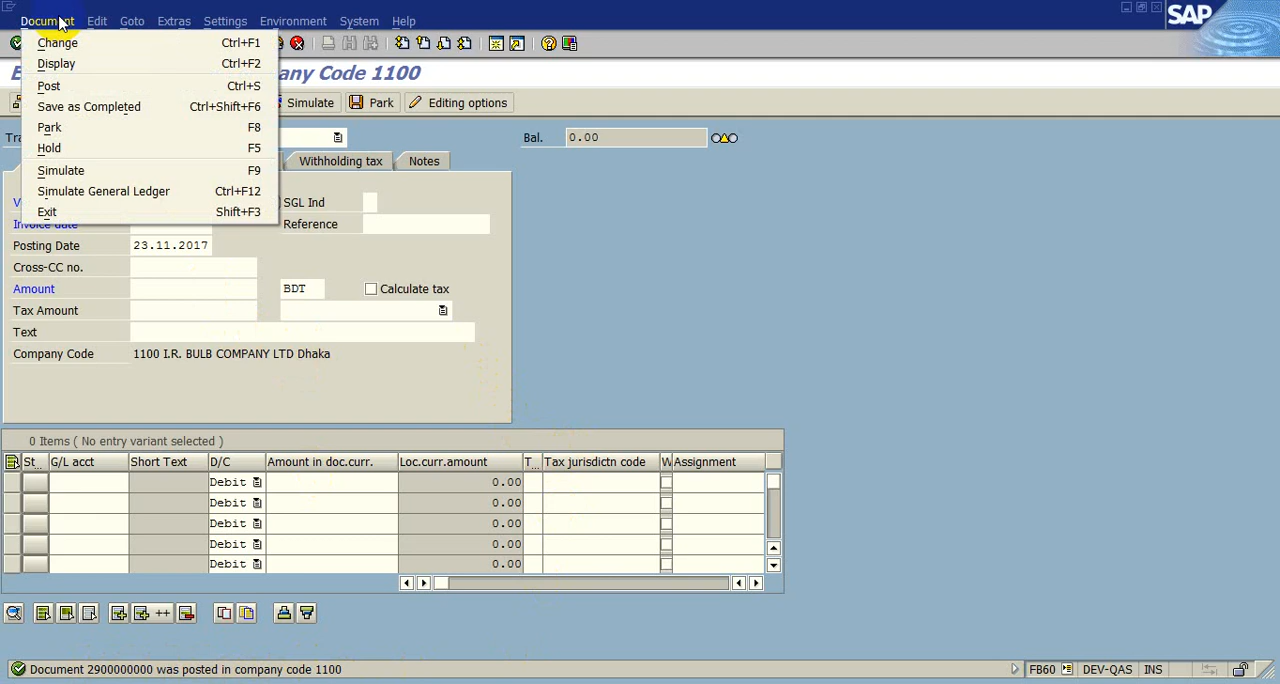 Document Edit Goto Extras Settings Environment System Help
SAP
Change Ctrl+F1
Display Ctrl+F2
Post Ctrl+S
Save as Completed Ctrl+Shift+F6
Park F8
Hold F5
Simulate F9
Simulate General Ledger Ctrl+F12
Exit Shift+F3
any Code 1100
Simulate Park Editing options
Bal. 0.00
Withholding tax Notes
SGL Ind
Invoice date Reference
Posting Date 23.11.2017
Cross-CC no.
Amount BDT Calculate tax
Tax Amount
Text
Company Code 1100 I.R. BULB COMPANY LTD Dhaka
0 Items ( No entry variant selected )
St... G/L acct Short Text D/C Amount in doc.curr. Loc.curr.amount T... Tax jurisdictn code W Assignment
Debit 0.00
Debit 0.00
Debit 0.00
Debit 0.00
Debit 0.00
Document 2900000000 was posted in company code 1100 FB60 DEV-QAS INS